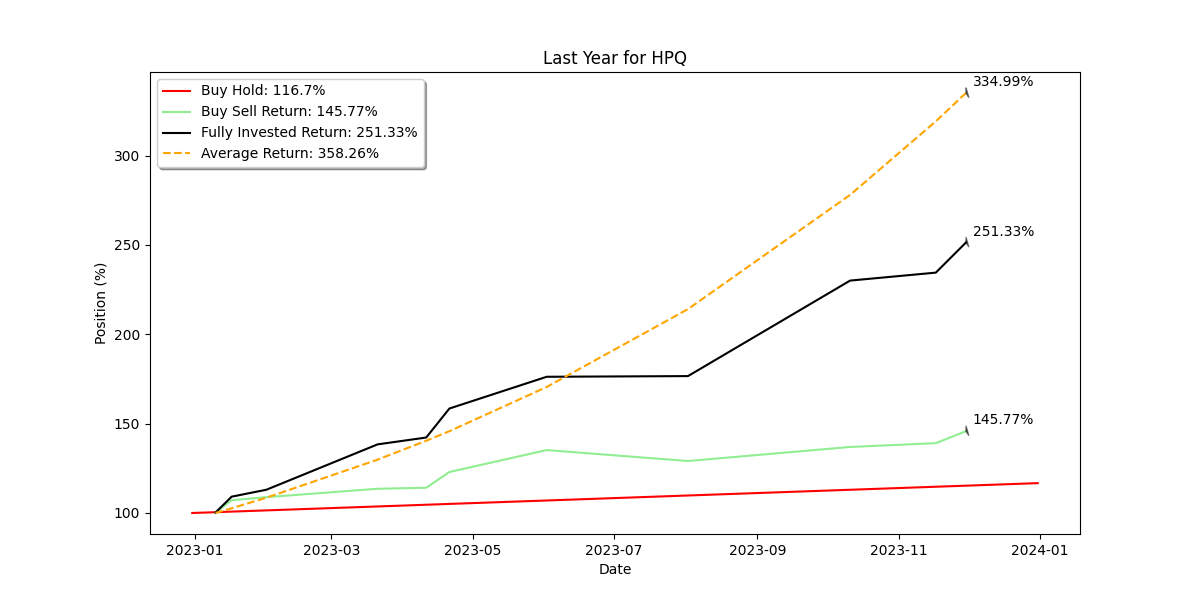 Last Year for HPQ
Buy Hold: 116.7%
Buy Sell Return: 145.77%
Fully Invested Return: 251.33%
Average Return: 358.26%
334.99%
251.33%
145.77%
Position (%)
300
250
200
150
100
2023-01 2023-03 2023-05 2023-07 2023-09 2023-11 2024-01
Date